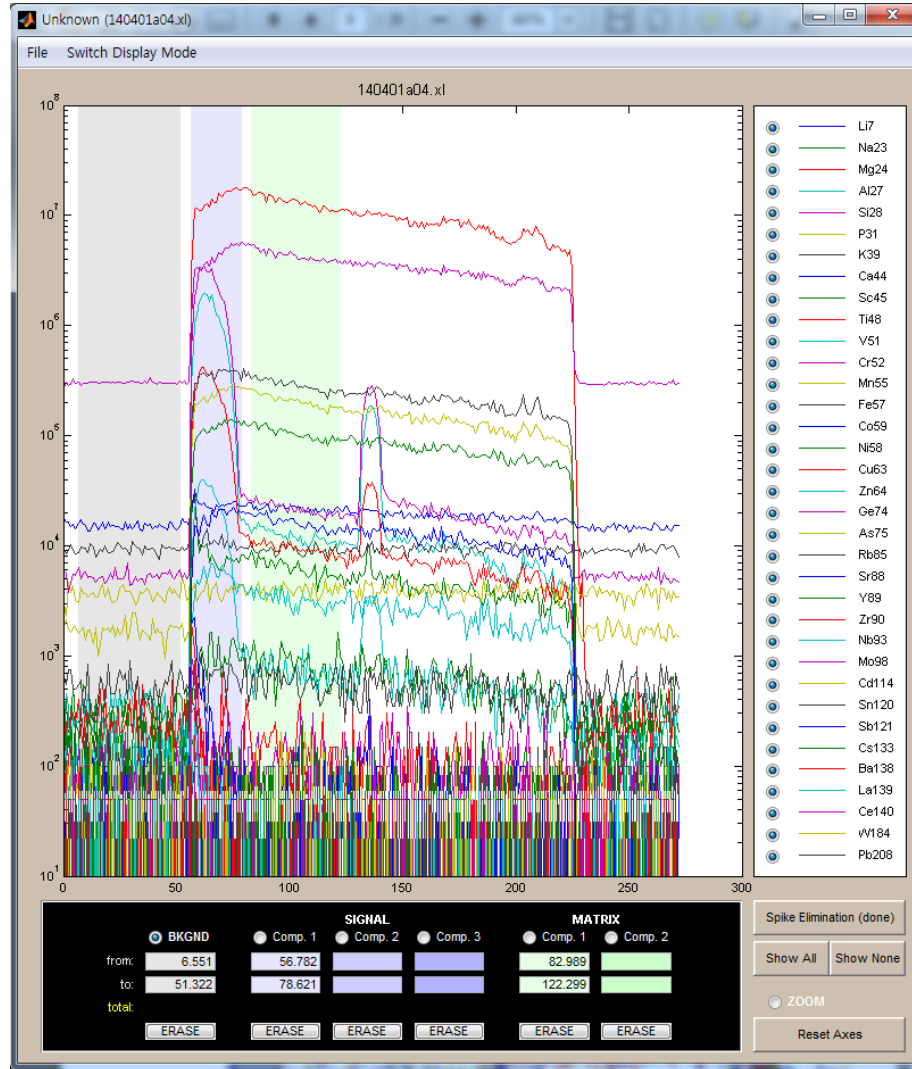 Unknown (140401a04.xl)
File Switch Display Mode
140401a04.xl
10^8
10^7
10^6
10^5
10^4
10^3
10^2
10^1
0 50 100 150 200 250 300
Li7
Na23
Mg24
Al27
Si28
P31
K39
Ca44
Sc45
Ti48
V51
Cr52
Mn55
Fe57
Co59
Ni58
Cu63
Zn64
Ge74
As75
Rb85
Sr88
Y89
Zr90
Nb93
Mo98
Cd114
Sn120
Sb121
Cs133
Ba138
La139
Ce140
W184
Pb208
SIGNAL MATRIX
BKGND Comp. 1 Comp. 2 Comp. 3 Comp. 1 Comp. 2
from: 6.551 56.782 82.989
to: 51.322 78.621 122.299
total:
ERASE ERASE ERASE ERASE ERASE ERASE
Spike Elimination (done)
Show All Show None
ZOOM
Reset Axes